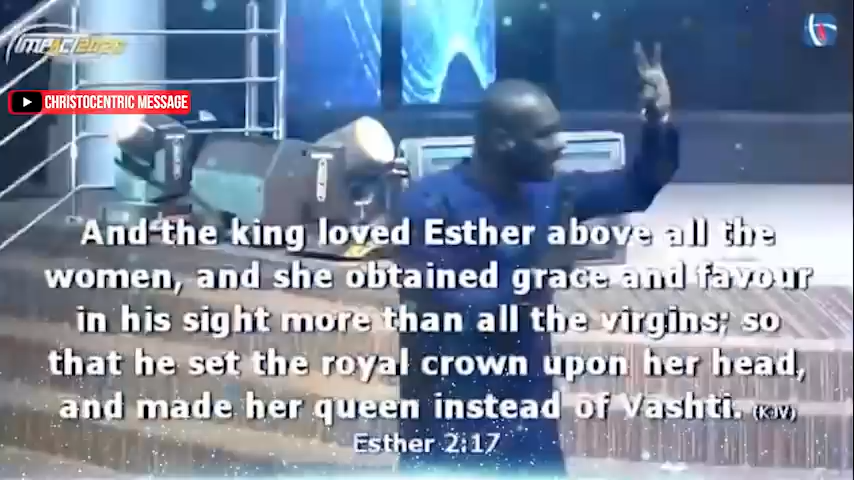 IMPACT2020
CHRISTOCENTRIC MESSAGE
And the king loved Esther above all the
women, and she obtained grace and favour
in his sight more than all the virgins; so
that he set the royal crown upon her head,
and made her queen instead of Vashti. (KJV)
Esther 2:17